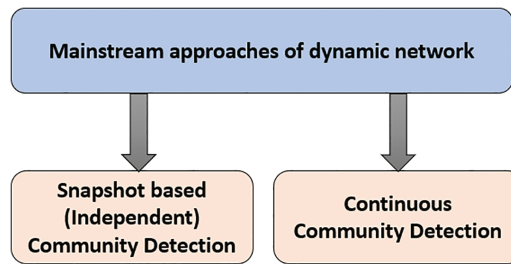 Mainstream approaches of dynamic network
Snapshot based
(Independent)
Community Detection
Continuous
Community Detection